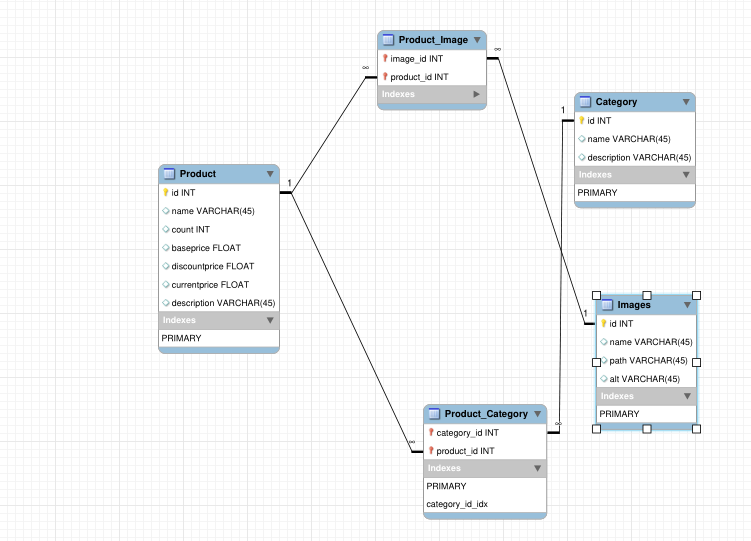 Product_Image
image_id INT
product_id INT
Indexes
∞
∞
Category
id INT
name VARCHAR(45)
description VARCHAR(45)
Indexes
PRIMARY
1
Product
id INT
name VARCHAR(45)
count INT
baseprice FLOAT
discountprice FLOAT
currentprice FLOAT
description VARCHAR(45)
Indexes
PRIMARY
1
Images
id INT
name VARCHAR(45)
path VARCHAR(45)
alt VARCHAR(45)
Indexes
PRIMARY
1
Product_Category
category_id INT
product_id INT
Indexes
PRIMARY
category_id_idx
∞
∞